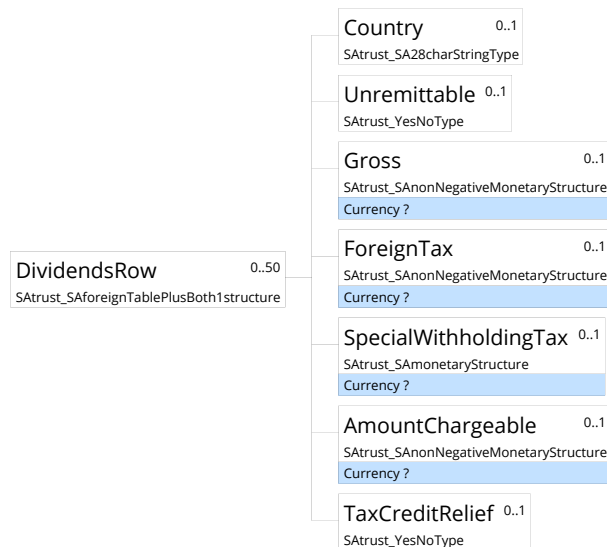 Country 0..1
SAtrust_SA28charStringType
Unremittable 0..1
SAtrust_YesNoType
Gross 0..1
SAtrust_SAnonNegativeMonetaryStructure
Currency ?
DividendsRow 0..50
SAtrust_SAforeignTablePlusBoth1structure
ForeignTax 0..1
SAtrust_SAnonNegativeMonetaryStructure
Currency ?
SpecialWithholdingTax 0..1
SAtrust_SAmonetaryStructure
Currency ?
AmountChargeable 0..1
SAtrust_SAnonNegativeMonetaryStructure
Currency ?
TaxCreditRelief 0..1
SAtrust_YesNoType